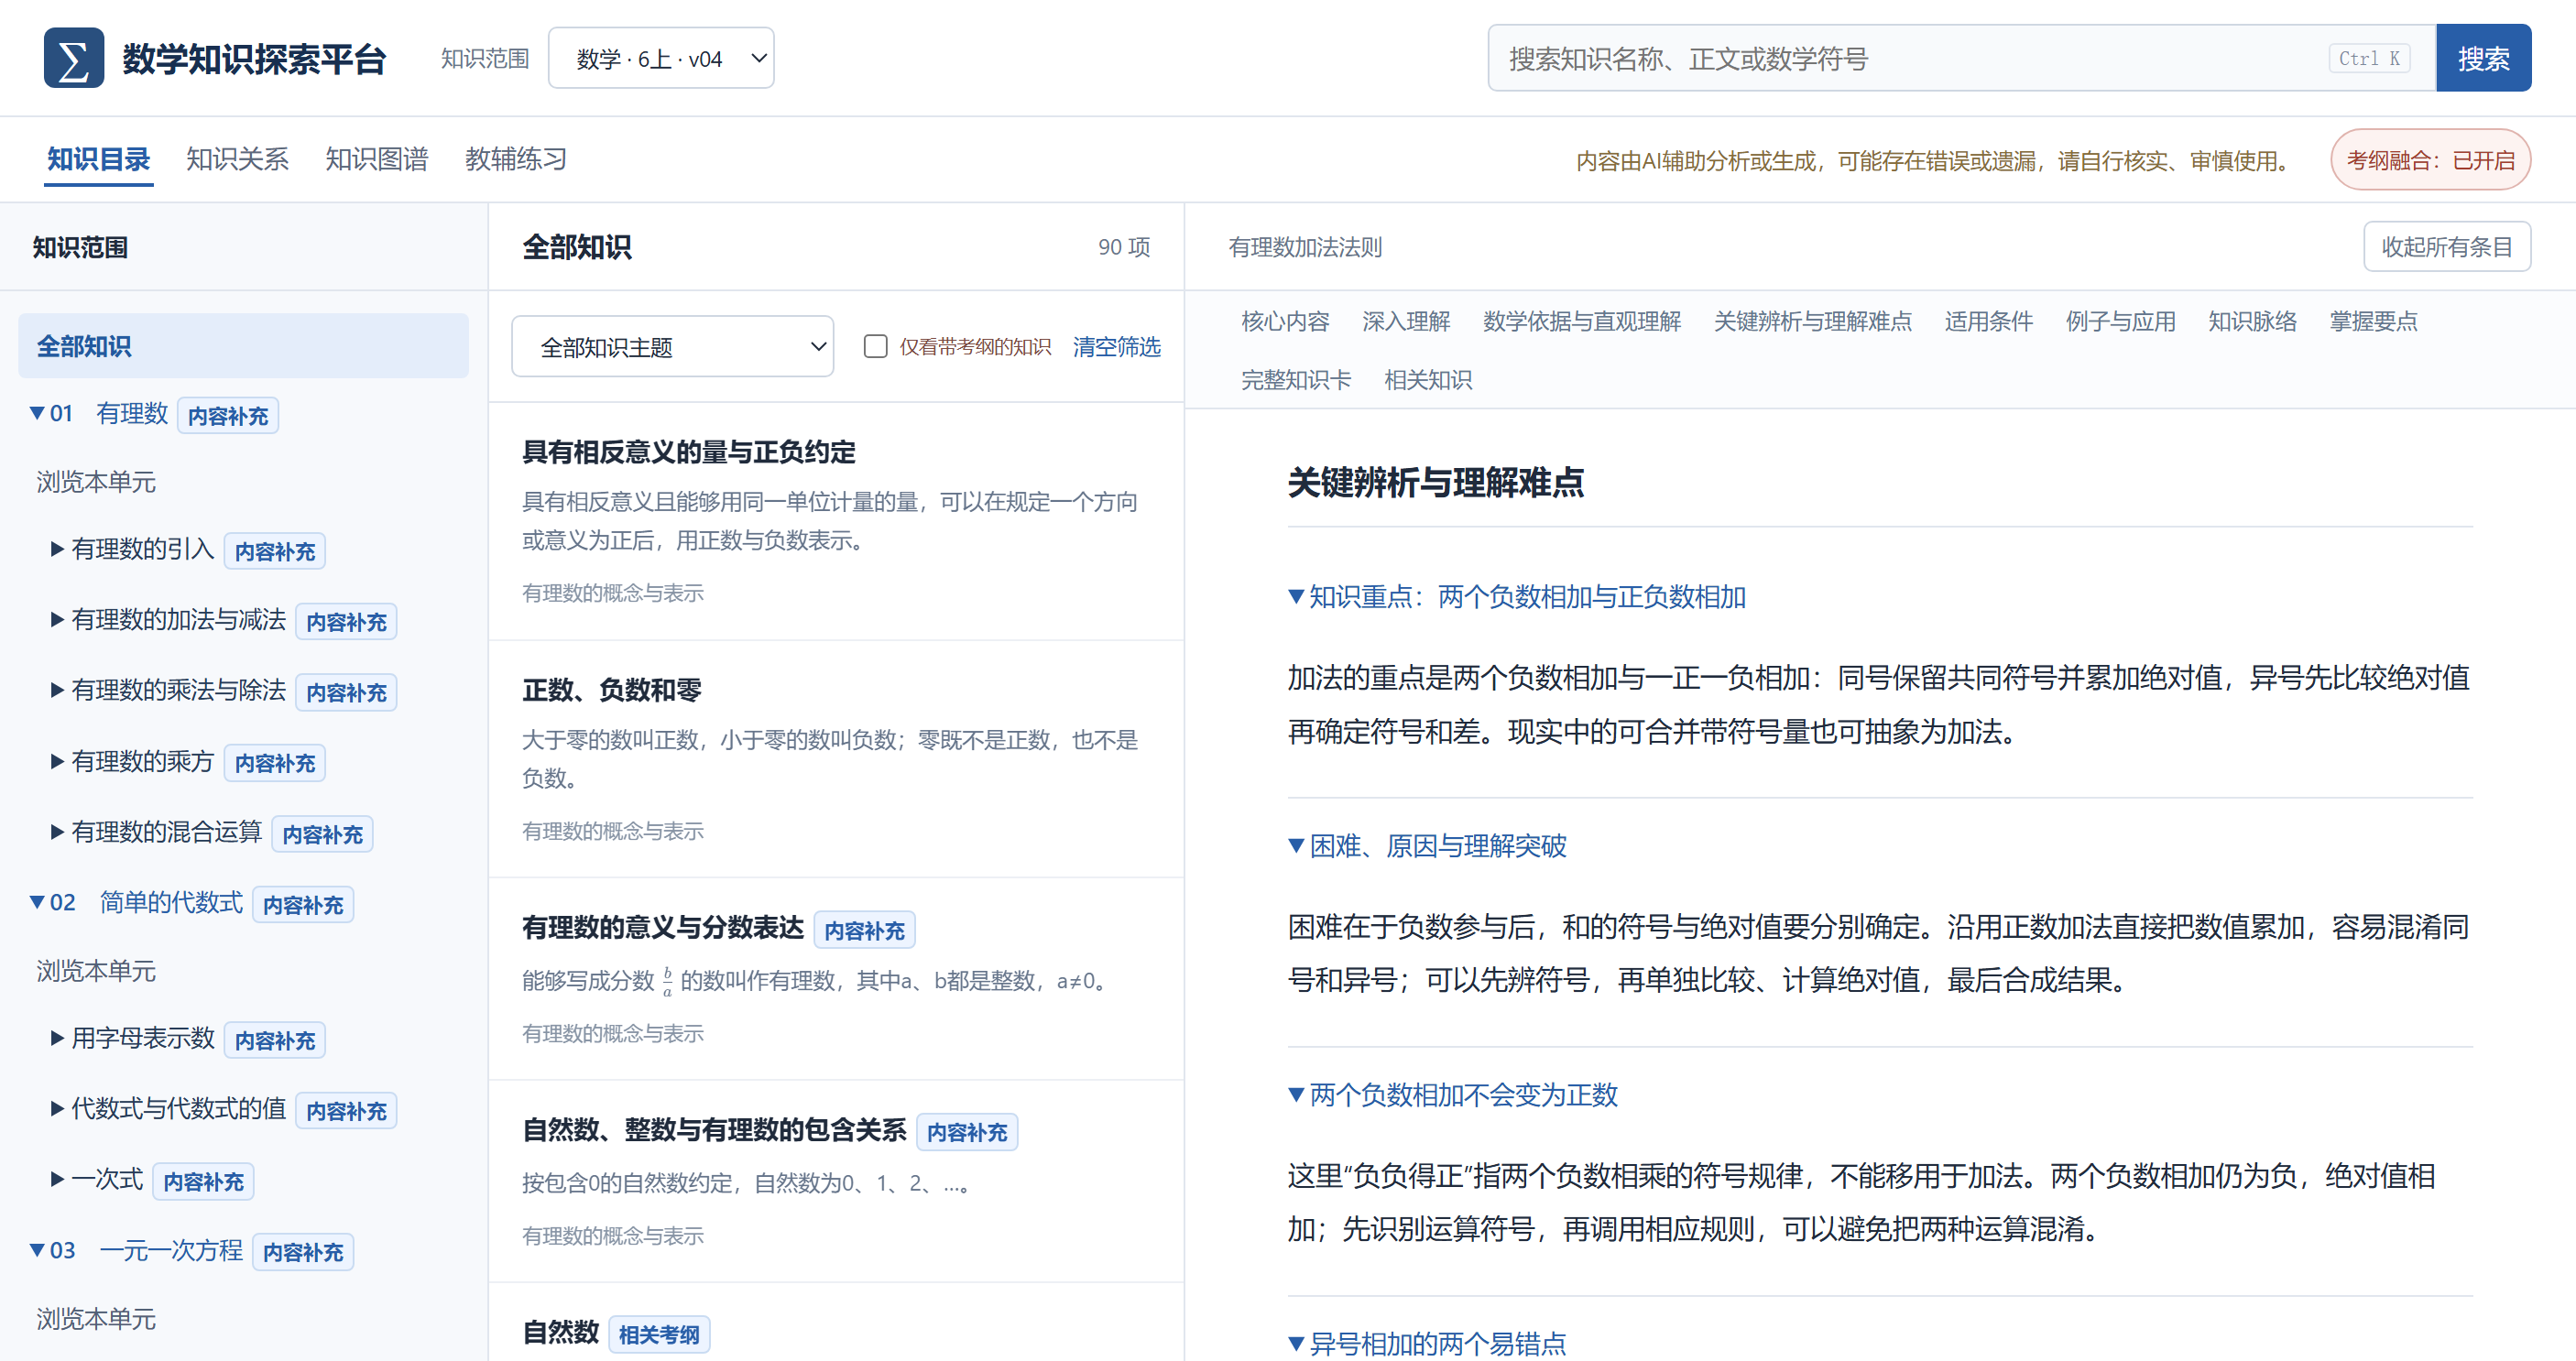 ∑ 数学知识探索平台 知识范围 数学 · 6上 · v04 搜索知识名称、正文或数学符号 Ctrl K 搜索
知识目录 知识关系 知识图谱 教辅练习 内容由AI辅助分析或生成，可能存在错误或遗漏，请自行核实、审慎使用。 考纲融合：已开启
知识范围
全部知识
▼01 有理数 内容补充
浏览本单元
▶有理数的引入 内容补充
▶有理数的加法与减法 内容补充
▶有理数的乘法与除法 内容补充
▶有理数的乘方 内容补充
▶有理数的混合运算 内容补充
▼02 简单的代数式 内容补充
浏览本单元
▶用字母表示数 内容补充
▶代数式与代数式的值 内容补充
▶一次式 内容补充
▼03 一元一次方程 内容补充
浏览本单元
全部知识 90 项
全部知识主题 仅看带考纲的知识 清空筛选
具有相反意义的量与正负约定
具有相反意义且能够用同一单位计量的量，可以在规定一个方向
或意义为正后，用正数与负数表示。
有理数的概念与表示
正数、负数和零
大于零的数叫正数，小于零的数叫负数；零既不是正数，也不是
负数。
有理数的概念与表示
有理数的意义与分数表达 内容补充
能够写成分数 b/a 的数叫作有理数，其中a、b都是整数，a≠0。
有理数的概念与表示
自然数、整数与有理数的包含关系 内容补充
按包含0的自然数约定，自然数为0、1、2、…。
有理数的概念与表示
自然数 相关考纲
有理数加法法则 收起所有条目
核心内容 深入理解 数学依据与直观理解 关键辨析与理解难点 适用条件 例子与应用 知识脉络 掌握要点
完整知识卡 相关知识
关键辨析与理解难点
▼知识重点：两个负数相加与正负数相加
加法的重点是两个负数相加与一正一负相加：同号保留共同符号并累加绝对值，异号先比较绝对值
再确定符号和差。现实中的可合并带符号量也可抽象为加法。
▼困难、原因与理解突破
困难在于负数参与后，和的符号与绝对值要分别确定。沿用正数加法直接把数值累加，容易混淆同
号和异号；可以先辨符号，再单独比较、计算绝对值，最后合成结果。
▼两个负数相加不会变为正数
这里“负负得正”指两个负数相乘的符号规律，不能移用于加法。两个负数相加仍为负，绝对值相
加；先识别运算符号，再调用相应规则，可以避免把两种运算混淆。
▼异号相加的两个易错点